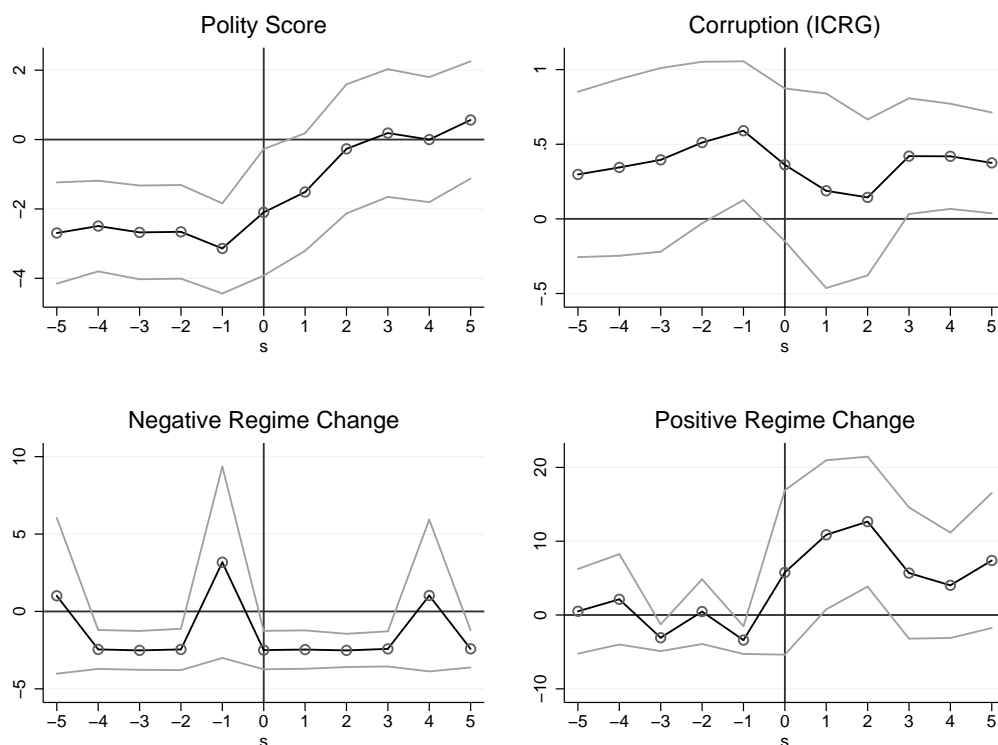 Polity Score
2
0
−2
−4
−5 −4 −3 −2 −1 0 1 2 3 4 5
s
Corruption (ICRG)
1
.5
0
−.5
−5 −4 −3 −2 −1 0 1 2 3 4 5
s
Negative Regime Change
10
5
0
−5
−5 −4 −3 −2 −1 0 1 2 3 4 5
s
Positive Regime Change
20
10
0
−10
−5 −4 −3 −2 −1 0 1 2 3 4 5
s